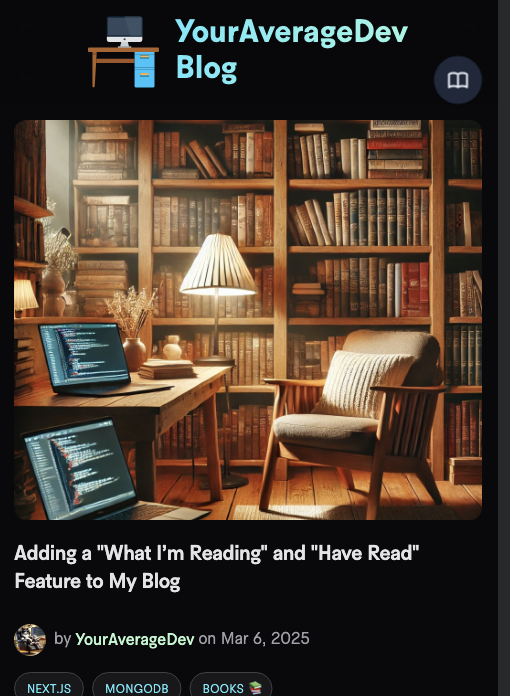 YourAverageDev
Blog
Adding a "What I’m Reading" and "Have Read"
Feature to My Blog
by YourAverageDev on Mar 6, 2025
NEXT.JS
MONGODB
BOOKS 📚